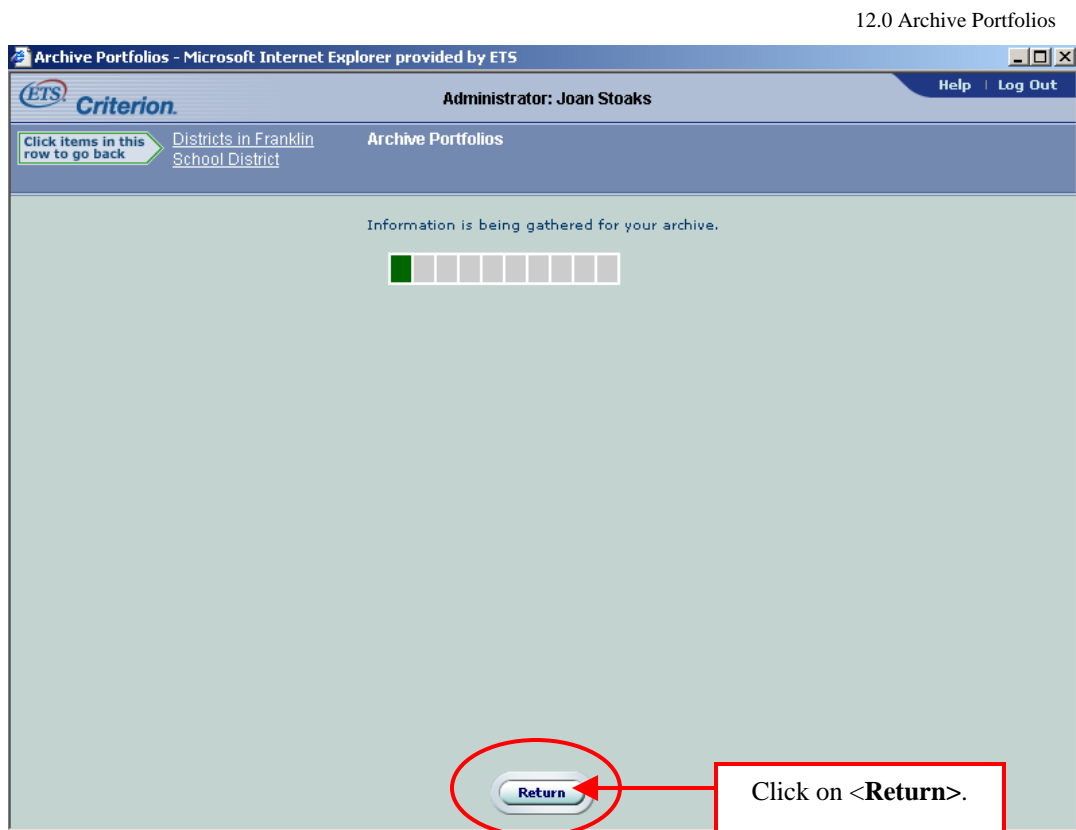 12.0 Archive Portfolios
Archive Portfolios - Microsoft Internet Explorer provided by ETS
ETS Criterion.
Administrator: Joan Stoaks
Help | Log Out
Click items in this
row to go back
Districts in Franklin
School District
Archive Portfolios
Information is being gathered for your archive.
Return
Click on <Return>.